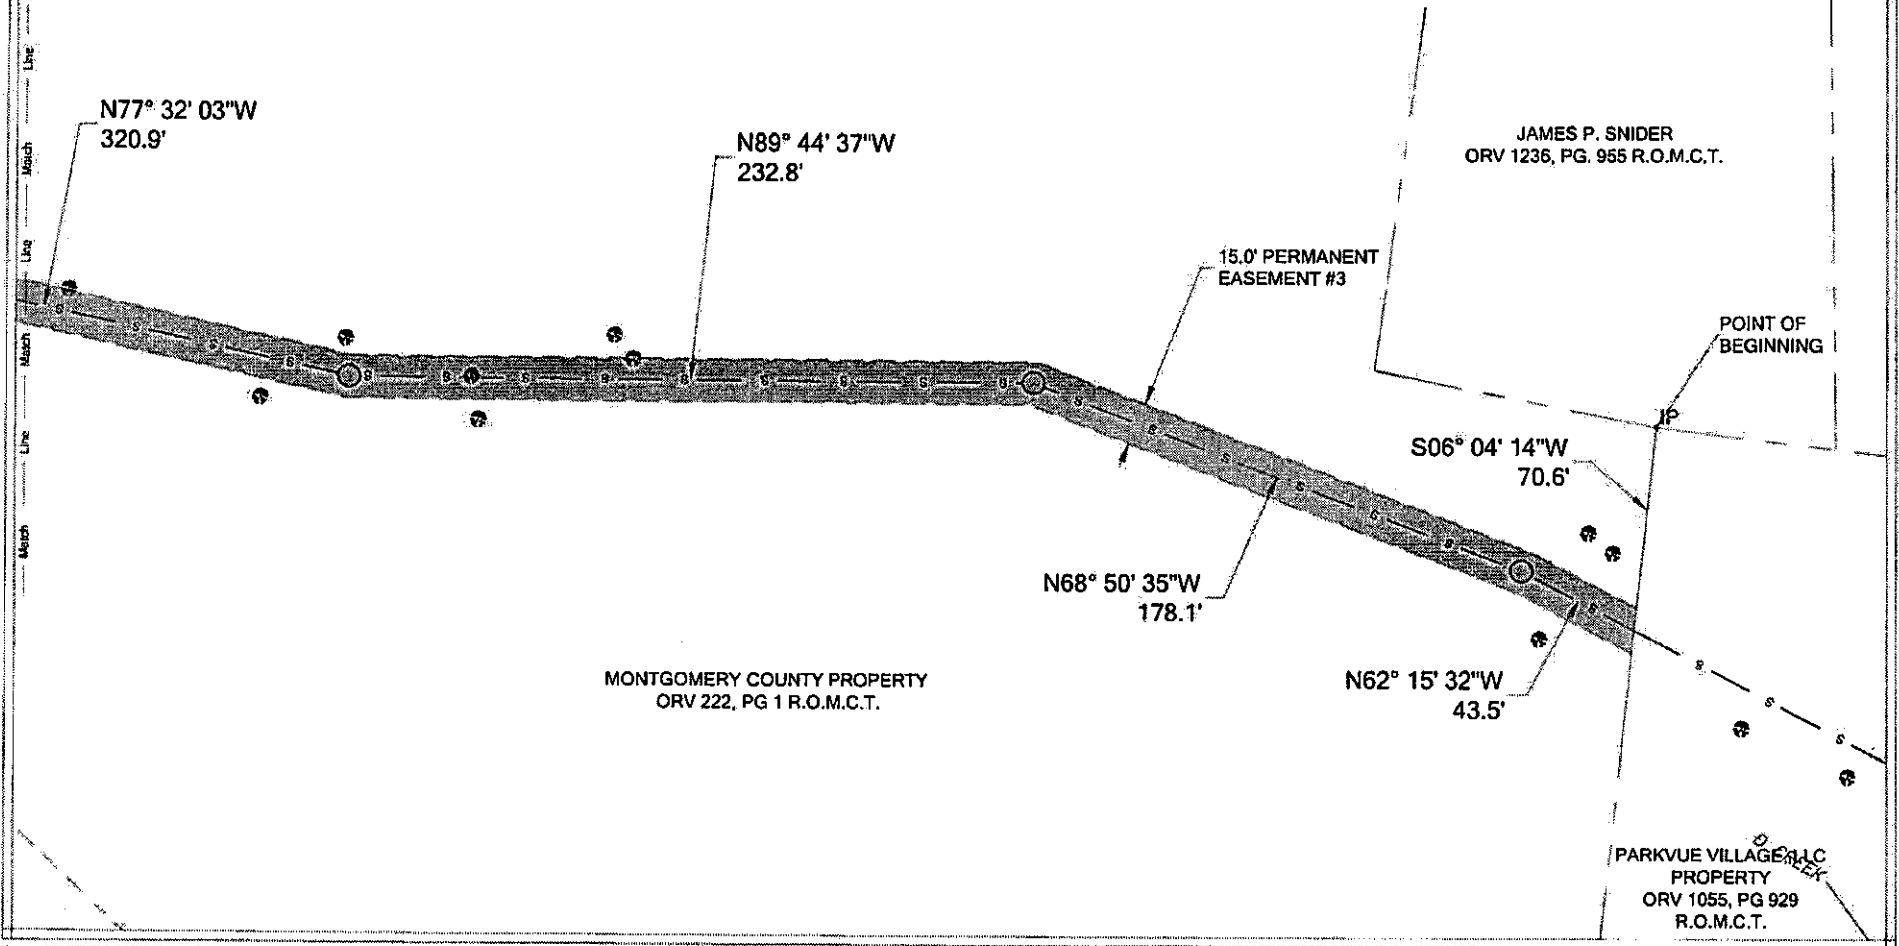 N77° 32' 03"W
320.9'
N89° 44' 37"W
232.8'
JAMES P. SNIDER
ORV 1236, PG. 955 R.O.M.C.T.
15.0' PERMANENT
EASEMENT #3
POINT OF
BEGINNING
IP
S06° 04' 14"W
70.6'
N68° 50' 35"W
178.1'
N62° 15' 32"W
43.5'
MONTGOMERY COUNTY PROPERTY
ORV 222, PG 1 R.O.M.C.T.
PARKVUE VILLAGE, LLC
PROPERTY
ORV 1055, PG 929
R.O.M.C.T.
CREEK
Line
Match
Line
Match
Line
Match
S S S S S S S S S S S S S S S S S S S S S S